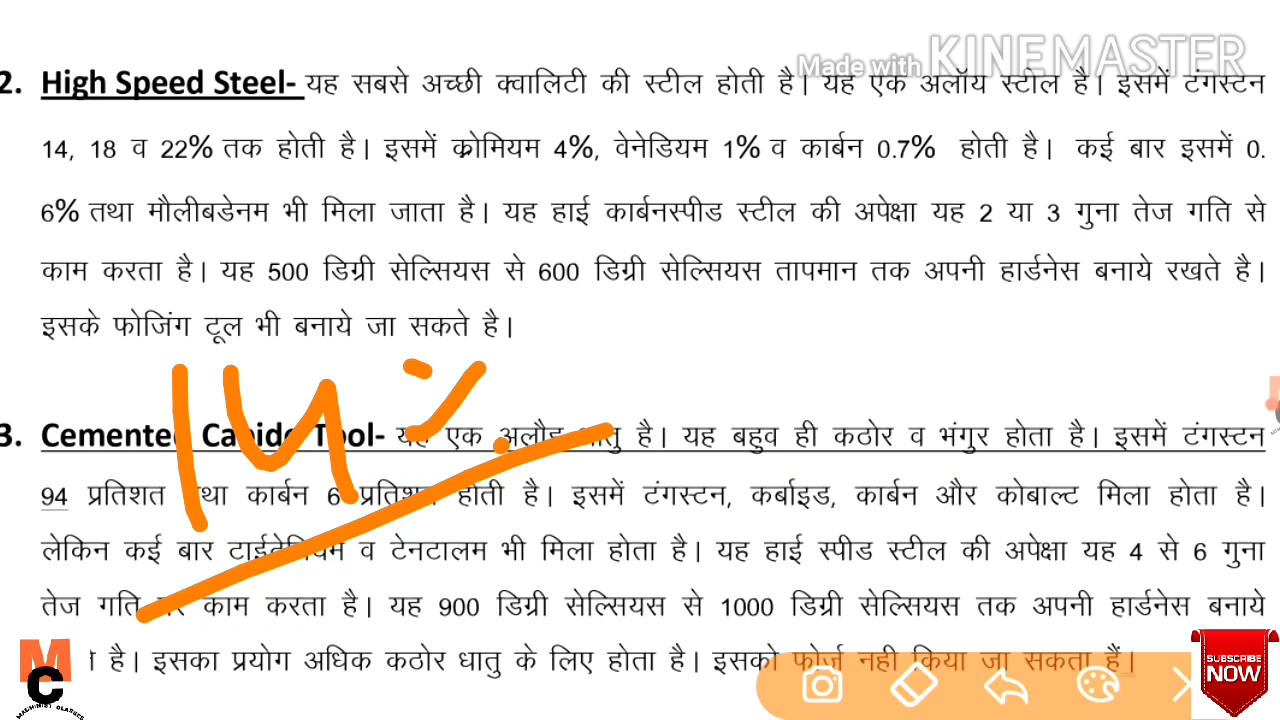 Made with KINEMASTER
2. High Speed Steel- यह सबसे अच्छी क्वालिटी की स्टील होती है। यह एक अलॉय स्टील है। इसमें टंगस्टन
14, 18 व 22% तक होती है। इसमें क्रोमियम 4%, वेनेडियम 1% व कार्बन 0.7% होती है। कई बार इसमें 0.
6% तथा मौलीबडेनम भी मिला जाता है। यह हाई कार्बनस्पीड स्टील की अपेक्षा यह 2 या 3 गुना तेज गति से
काम करता है। यह 500 डिग्री सेल्सियस से 600 डिग्री सेल्सियस तापमान तक अपनी हार्डनेस बनाये रखते है।
इसके फोजिंग टूल भी बनाये जा सकते है।
14%
3. Cemented Cabide Tool- यह एक अलौह धातु है। यह बहुव ही कठोर व भंगुर होता है। इसमें टंगस्टन
94 प्रतिशत तथा कार्बन 6 प्रतिशत होती है। इसमें टंगस्टन, कर्बाइड, कार्बन और कोबाल्ट मिला होता है।
लेकिन कई बार टाईटेनियम व टेनटालम भी मिला होता है। यह हाई स्पीड स्टील की अपेक्षा यह 4 से 6 गुना
तेज गति पर काम करता है। यह 900 डिग्री सेल्सियस से 1000 डिग्री सेल्सियस तक अपनी हार्डनेस बनाये
है। इसका प्रयोग अधिक कठोर धातु के लिए होता है। इसको फोर्ज नही किया जा सकता हैं।
M
C
MACHINIST CLASSES
SUBSCRIBE
NOW